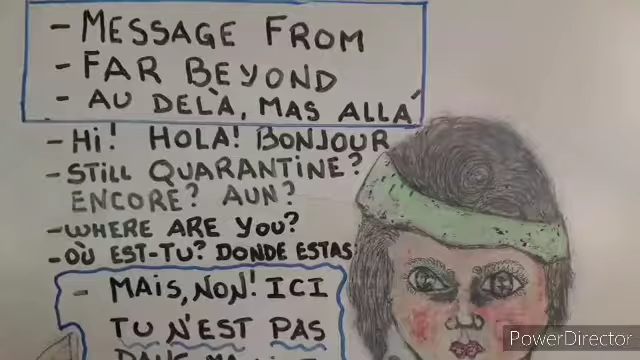 - MESSAGE FROM
- FAR BEYOND
- AU DELÀ, MAS ALLÁ
- Hi! HOLA! BONJOUR
- STILL QUARANTINE?
ENCORE? AUN?
- WHERE ARE YOU?
- OÙ EST-TU? DONDE ESTAS
- MAIS, NON! ICI
TU N'EST PAS
PowerDirector